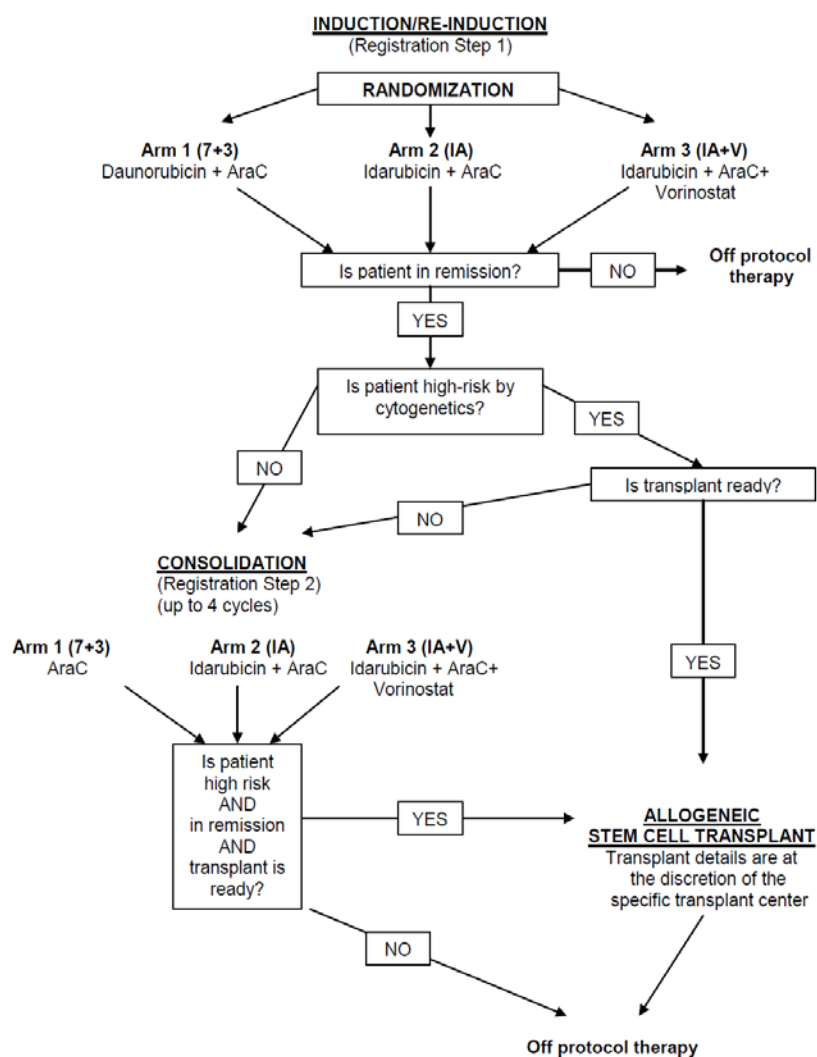 INDUCTION/RE-INDUCTION
(Registration Step 1)
RANDOMIZATION
Arm 1 (7+3)
Daunorubicin + AraC
Arm 2 (IA)
Idarubicin + AraC
Arm 3 (IA+V)
Idarubicin + AraC+
Vorinostat
Is patient in remission?
NO
Off protocol
therapy
YES
Is patient high-risk by
cytogenetics?
YES
NO
Is transplant ready?
NO
CONSOLIDATION
(Registration Step 2)
(up to 4 cycles)
Arm 1 (7+3)
AraC
Arm 2 (IA)
Idarubicin + AraC
Arm 3 (IA+V)
Idarubicin + AraC+
Vorinostat
YES
Is patient
high risk
AND
in remission
AND
transplant is
ready?
YES
ALLOGENEIC
STEM CELL TRANSPLANT
Transplant details are at
the discretion of the
specific transplant center
NO
Off protocol therapy